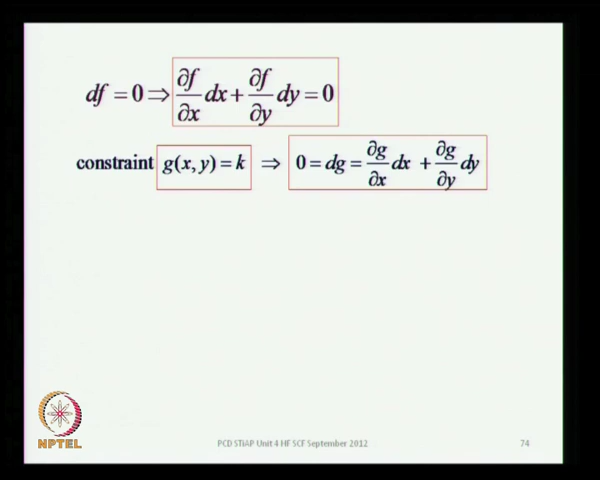 df = 0 ⇒ ∂f/∂x dx + ∂f/∂y dy = 0
constraint g(x, y) = k ⇒ 0 = dg = ∂g/∂x dx + ∂g/∂y dy
NPTEL
PCD STiAP Unit 4 HF SCF September 2012
74